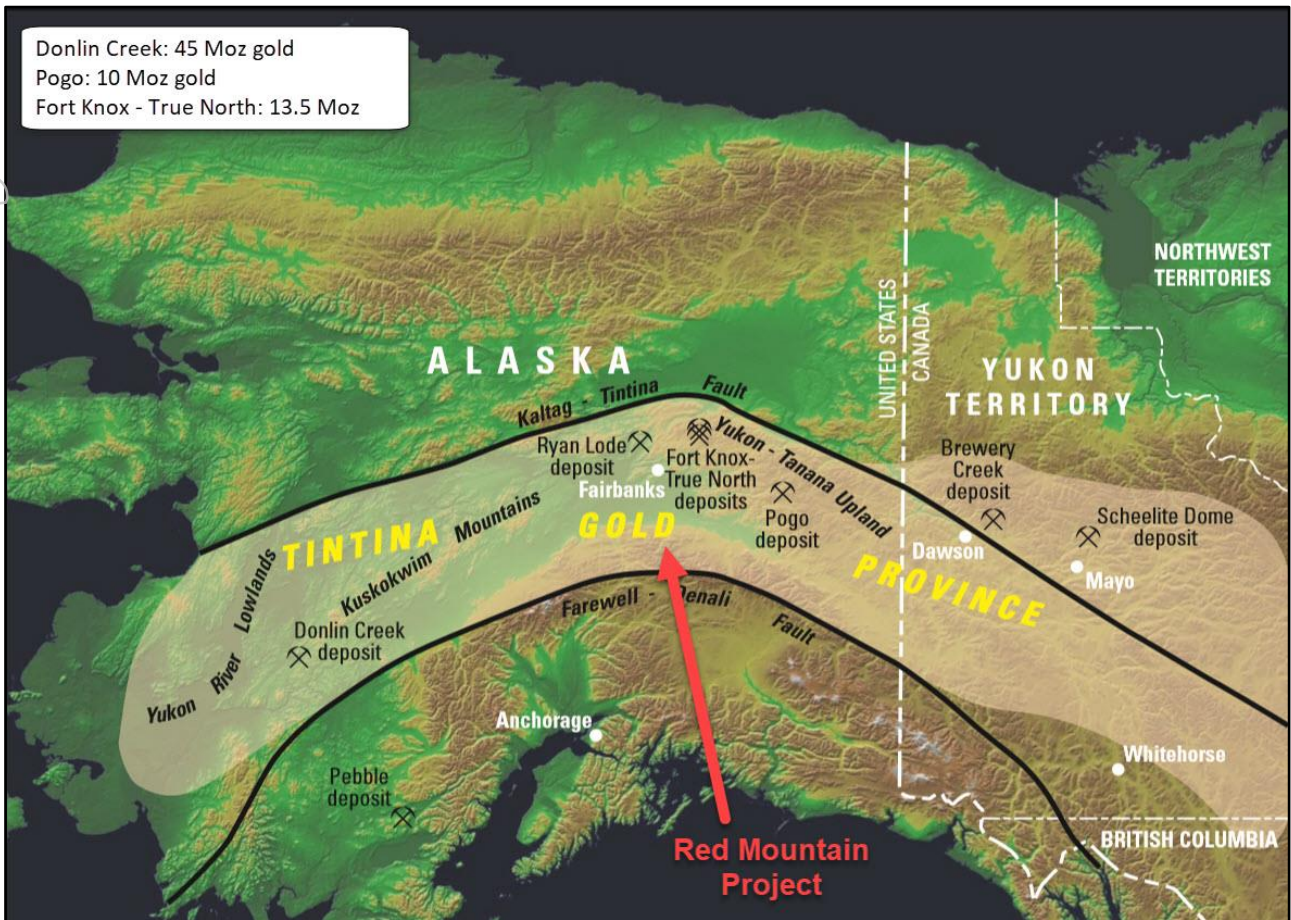 Donlin Creek: 45 Moz gold
Pogo: 10 Moz gold
Fort Knox - True North: 13.5 Moz
NORTHWEST
TERRITORIES
UNITED STATES
CANADA
ALASKA
YUKON
TERRITORY
Kaltag - Tintina Fault
Ryan Lode
deposit
Fairbanks
Fort Knox-
True North
deposits
Yukon - Tanana Upland
Pogo
deposit
Brewery
Creek
deposit
Dawson
Scheelite Dome
deposit
Mayo
TINTINA
GOLD
PROVINCE
Kuskokwim Mountains
Yukon River Lowlands
Donlin Creek
deposit
Farewell - Denali Fault
Anchorage
Pebble
deposit
Whitehorse
BRITISH COLUMBIA
Red Mountain
Project